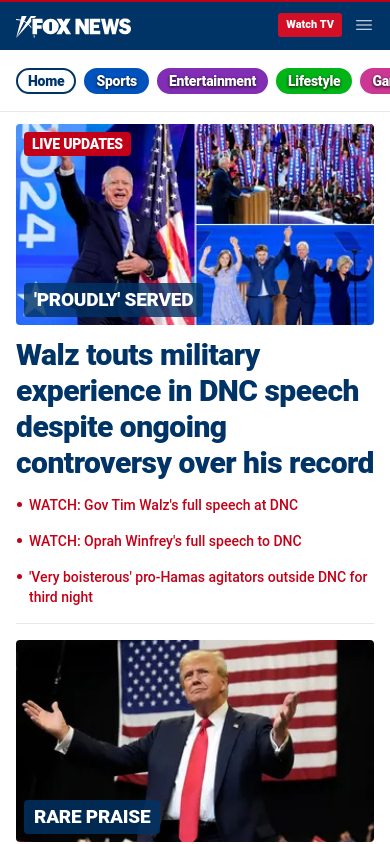 FOX NEWS
Watch TV
Home
Sports
Entertainment
Lifestyle
Ga
2024
LIVE UPDATES
'PROUDLY' SERVED
Walz touts military
experience in DNC speech
despite ongoing
controversy over his record
• WATCH: Gov Tim Walz's full speech at DNC
• WATCH: Oprah Winfrey's full speech to DNC
• 'Very boisterous' pro-Hamas agitators outside DNC for
third night
RARE PRAISE